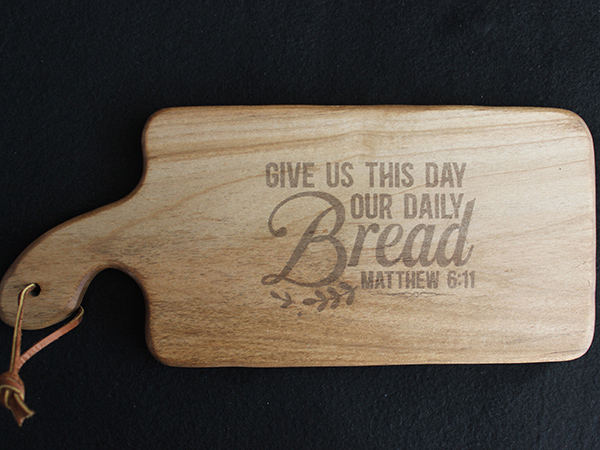 GIVE US THIS DAY
OUR DAILY
Bread
MATTHEW 6:11